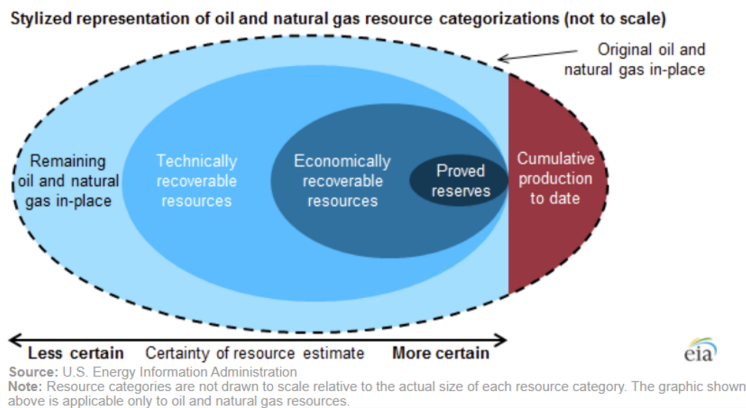 Stylized representation of oil and natural gas resource categorizations (not to scale)
Original oil and
natural gas in-place
Remaining
oil and natural
gas in-place
Technically
recoverable
resources
Economically
recoverable
resources
Proved
reserves
Cumulative
production
to date
Less certain Certainty of resource estimate More certain
eia
Source: U.S. Energy Information Administration
Note: Resource categories are not drawn to scale relative to the actual size of each resource category. The graphic shown
above is applicable only to oil and natural gas resources.